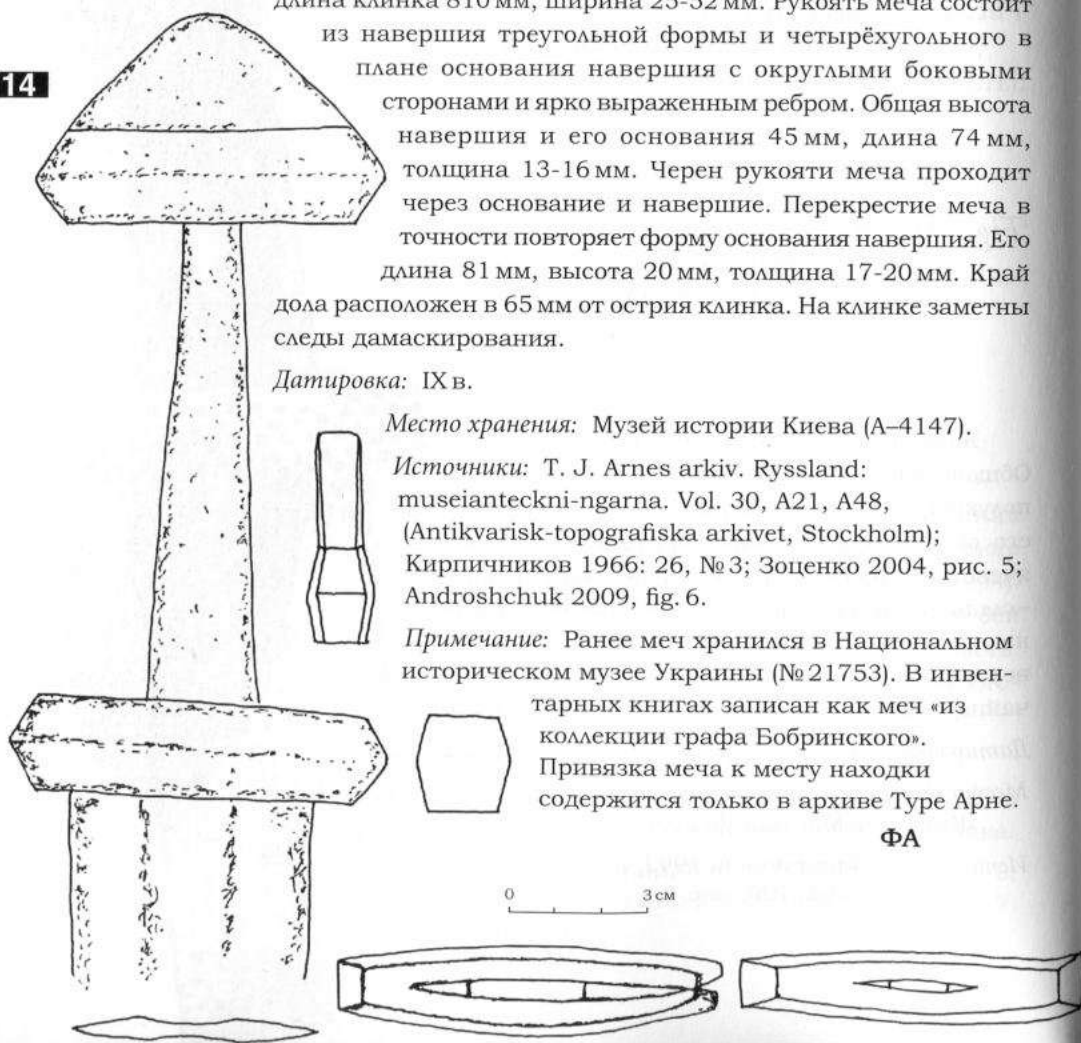 длина клинка 810 мм, ширина 25-52 мм. Рукоять меча состоит
из навершия треугольной формы и четырёхугольного в
плане основания навершия с округлыми боковыми
14
сторонами и ярко выраженным ребром. Общая высота
навершия и его основания 45 мм, длина 74 мм,
толщина 13-16 мм. Черен рукояти меча проходит
через основание и навершие. Перекрестие меча в
точности повторяет форму основания навершия. Его
длина 81 мм, высота 20 мм, толщина 17-20 мм. Край
дола расположен в 65 мм от острия клинка. На клинке заметны
следы дамаскирования.
Датировка: IX в.
Место хранения: Музей истории Киева (А–4147).
Источники: T. J. Arnes arkiv. Ryssland:
museianteckni-ngarna. Vol. 30, A21, A48,
(Antikvarisk-topografiska arkivet, Stockholm);
Кирпичников 1966: 26, №3; Зоценко 2004, рис. 5;
Androshchuk 2009, fig. 6.
Примечание: Ранее меч хранился в Национальном
историческом музее Украины (№21753). В инвен-
тарных книгах записан как меч «из
коллекции графа Бобринского».
Привязка меча к месту находки
содержится только в архиве Туре Арне.
ФА
0 3 см